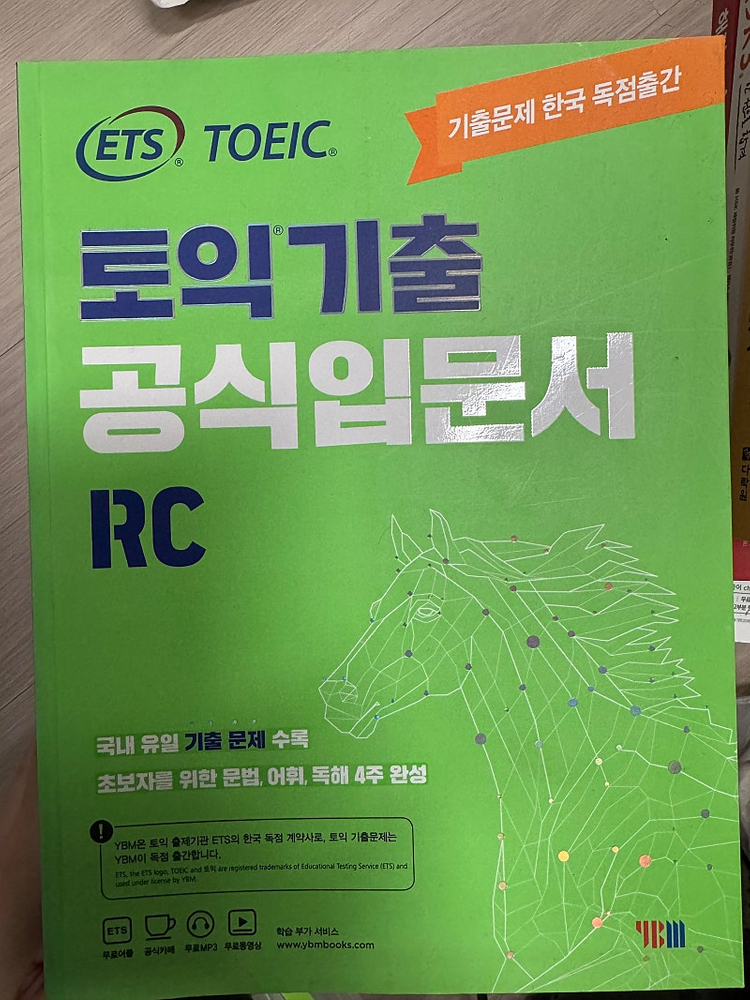 ETS® TOEIC®
기출문제 한국 독점출간
토익®기출
공식입문서
RC
국내 유일 기출 문제 수록
초보자를 위한 문법, 어휘, 독해 4주 완성
!
YBM은 토익 출제기관 ETS의 한국 독점 계약사로, 토익 기출문제는
YBM이 독점 출간합니다.
ETS, the ETS logo, TOEIC and 토익 are registered trademarks of Educational Testing Service (ETS) and
used under license by YBM.
ETS
무료어플 공식카페 무료MP3 무료동영상
학습 부가 서비스
www.ybmbooks.com
YBM
다락원